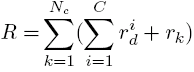 R = \sum_{k=1}^{N_c} ( \sum_{i=1}^{C} r_d^i + r_k )